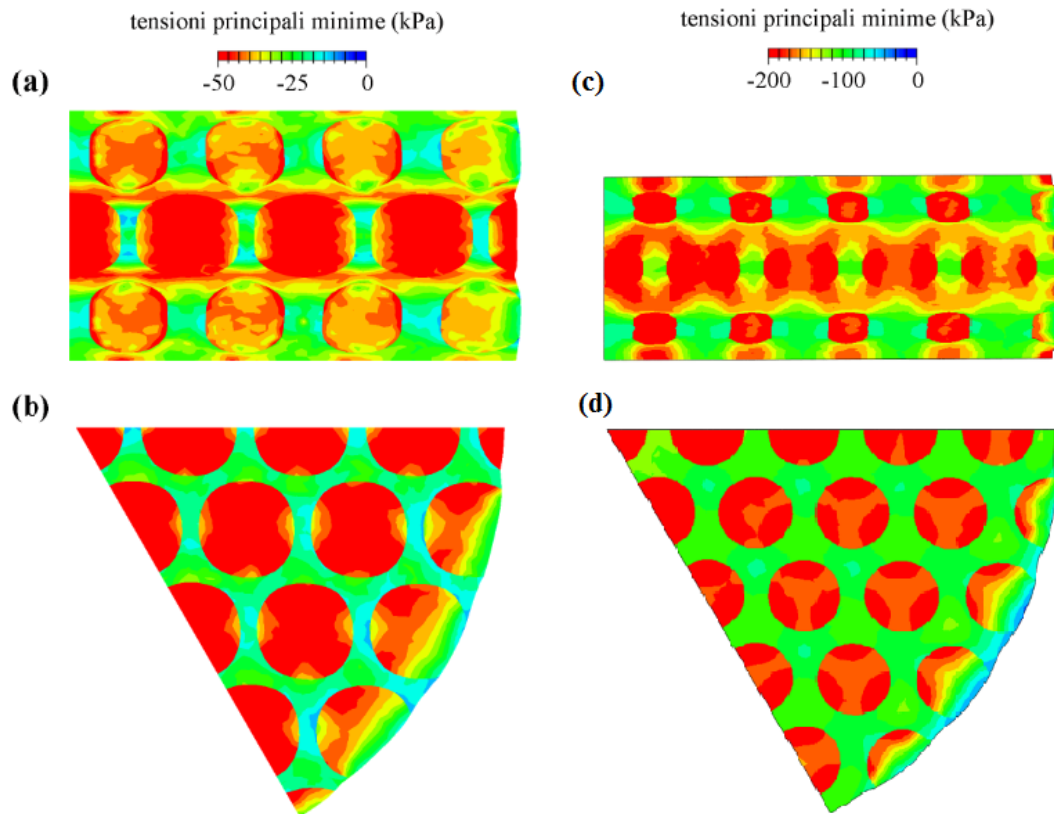 tensioni principali minime (kPa)
-50 -25 0
(a)
(b)
tensioni principali minime (kPa)
-200 -100 0
(c)
(d)